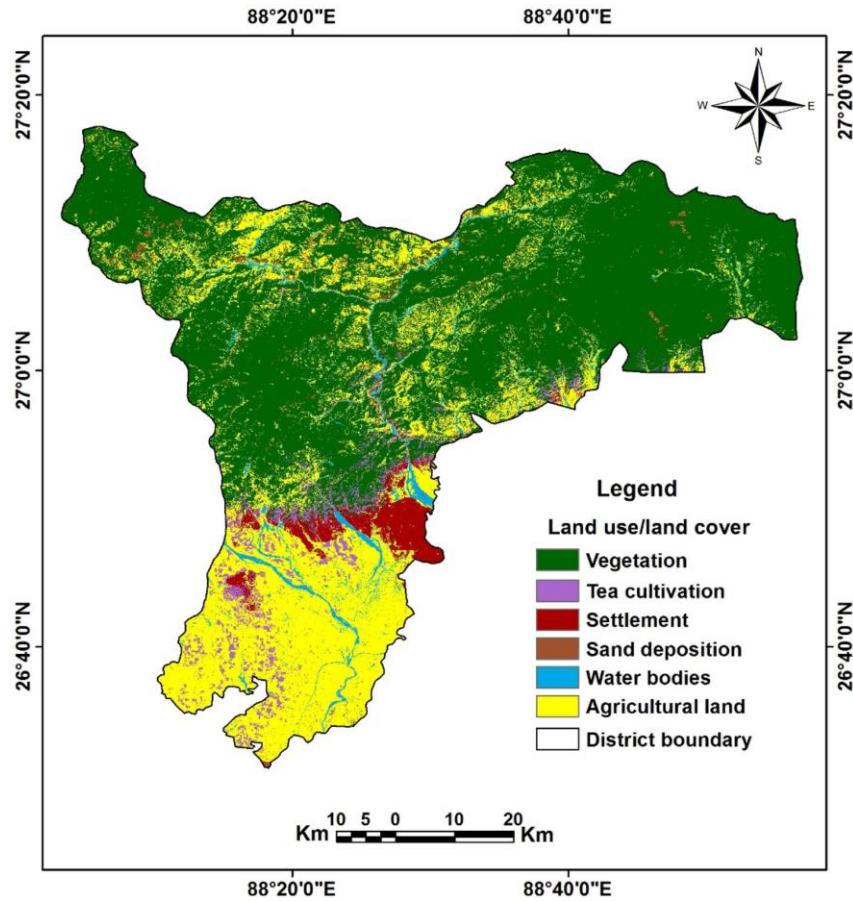 88°20'0"E 88°40'0"E
27°20'0"N 27°20'0"N
N
W E
S
27°0'0"N 27°0'0"N
Legend
Land use/land cover
Vegetation
Tea cultivation
Settlement
Sand deposition
Water bodies
Agricultural land
District boundary
26°40'0"N 26°40'0"N
10 5 0 10 20
Km Km
88°20'0"E 88°40'0"E